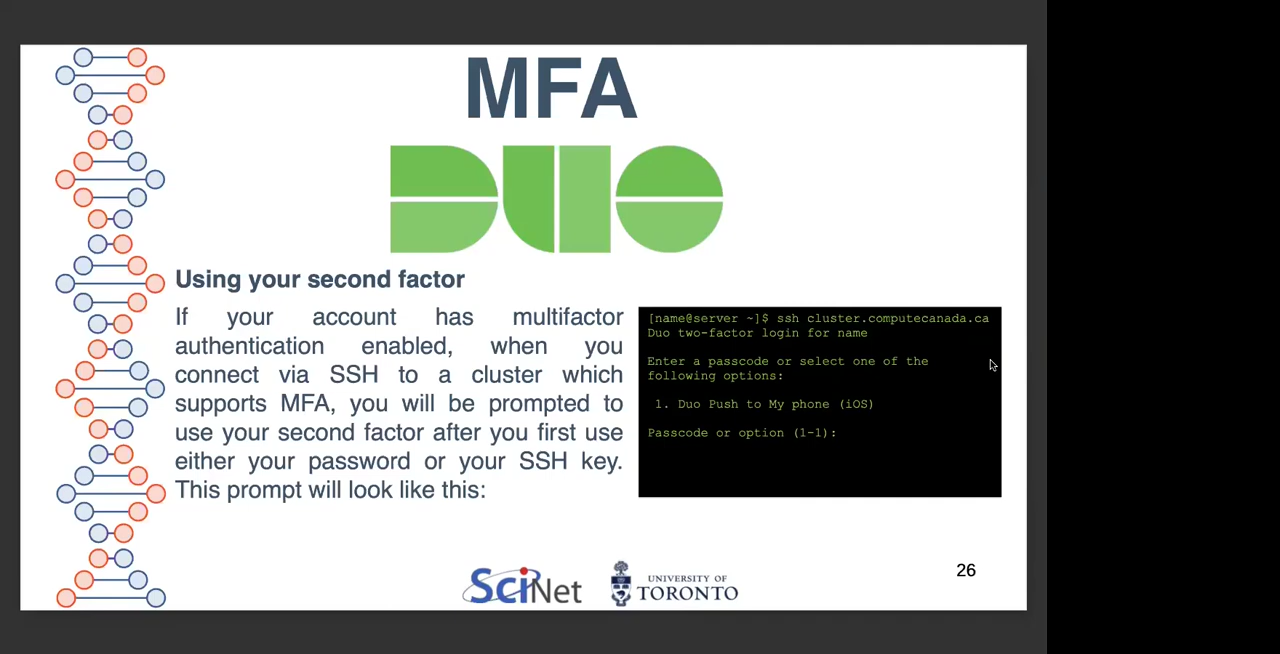 MFA
DUO
Using your second factor
If your account has multifactor
authentication enabled, when you
connect via SSH to a cluster which
supports MFA, you will be prompted to
use your second factor after you first use
either your password or your SSH key.
This prompt will look like this:
[name@server ~]$ ssh cluster.computecanada.ca
Duo two-factor login for name
Enter a passcode or select one of the
following options:
1. Duo Push to My phone (iOS)
Passcode or option (1-1):
SciNet
UNIVERSITY OF
TORONTO
26